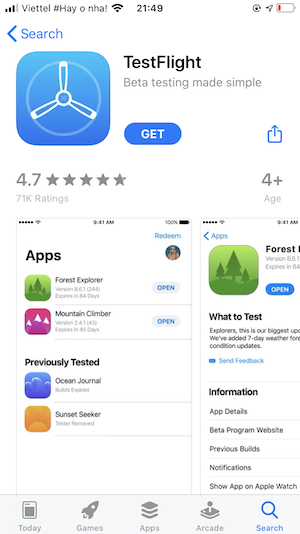 Viettel #Hay o nha!
21:49
Search
TestFlight
Beta testing made simple
GET
4.7
4+
71K Ratings
Age
9:41 AM
100%
Redeem
Apps
Forest Explorer
Version 8.6.1 (244)
Expires in 84 Days
OPEN
Mountain Climber
Version 2.4.1 (43)
Expires in 45 Days
OPEN
Previously Tested
Ocean Journal
Builds Expired
Sunset Seeker
Tester Removed
9:41 AM
Apps
Forest E
Version 8.6.1
Expires in 84
OPEN
What to Test
Explorers, this is our biggest upd
We've added 7-day weather fore
condition updates.
Send Feedback
Information
App Details
Beta Program Website
Previous Builds
Notifications
Show App on Apple Watch
Today
Games
Apps
Arcade
Search